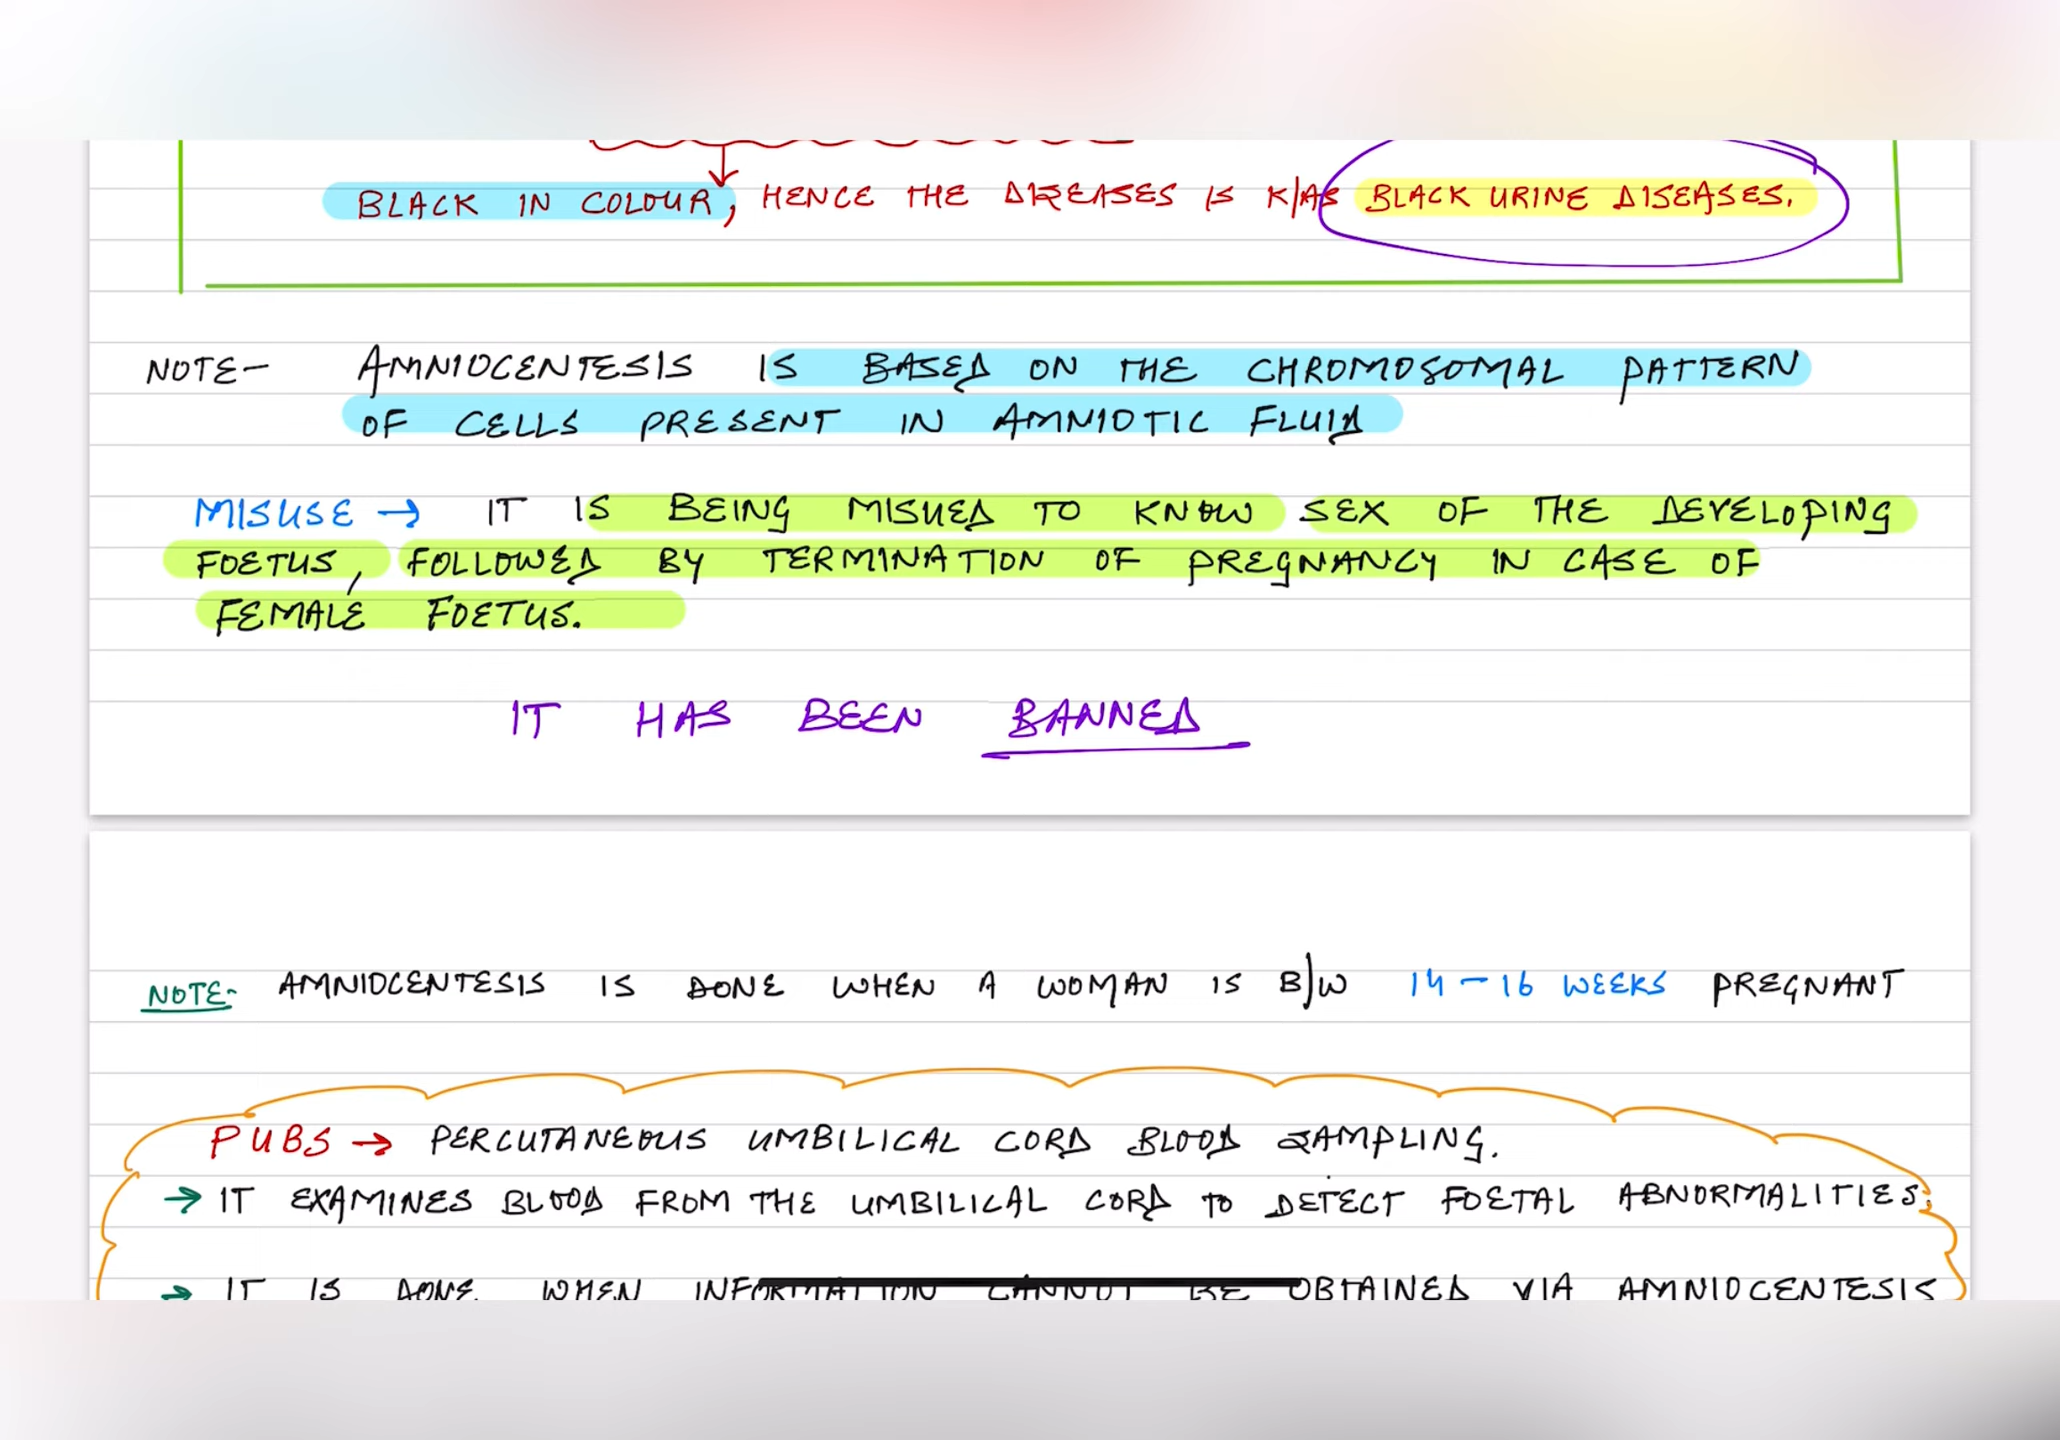 BLACK IN COLOUR, HENCE THE DISEASES IS K/AS BLACK URINE DISEASES.
NOTE- AMNIOCENTESIS IS BASED ON THE CHROMOSOMAL PATTERN
OF CELLS PRESENT IN AMNIOTIC FLUID
MISUSE → IT IS BEING MISUED TO KNOW SEX OF THE DEVELOPING
FOETUS, FOLLOWED BY TERMINATION OF PREGNANCY IN CASE OF
FEMALE FOETUS.
IT HAS BEEN BANNED
NOTE- AMNIOCENTESIS IS DONE WHEN A WOMAN IS B/W 14-16 WEEKS PREGNANT
PUBS → PERCUTANEOUS UMBILICAL CORD BLOOD SAMPLING.
→ IT EXAMINES BLOOD FROM THE UMBILICAL CORD TO DETECT FOETAL ABNORMALITIES.
→ IT IS DONE WHEN INFORMATION CANNOT BE OBTAINED VIA AMNIOCENTESIS